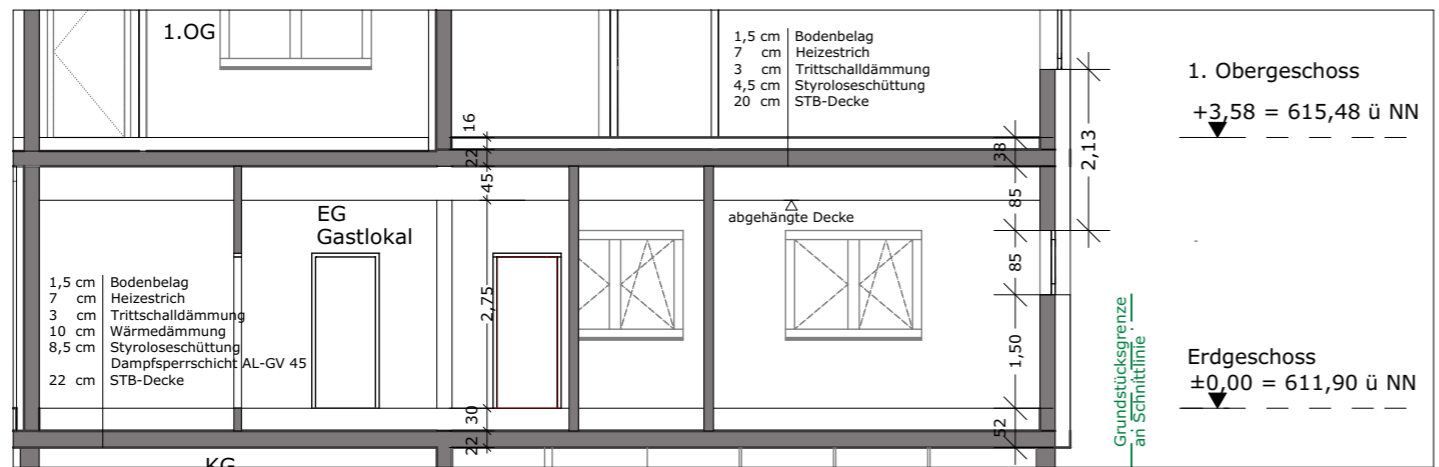 1.OG
1,5 cm Bodenbelag
7 cm Heizestrich
3 cm Trittschalldämmung
4,5 cm Styroloseschüttung
20 cm STB-Decke
1. Obergeschoss
+3,58 = 615,48 ü NN
16
22
45
2,75
30
22
38
85
85
1,50
52
2,13
abgehängte Decke
EG
Gastlokal
1,5 cm Bodenbelag
7 cm Heizestrich
3 cm Trittschalldämmung
10 cm Wärmedämmung
8,5 cm Styroloseschüttung
Dampfsperrschicht AL-GV 45
22 cm STB-Decke
Grundstücksgrenze
an Schnittlinie
Erdgeschoss
±0,00 = 611,90 ü NN
KG